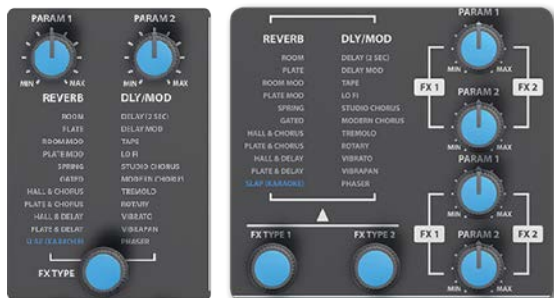 PARAM 1 PARAM 2
MIN MAX MIN MAX
REVERB DLY/MOD
ROOM DELAY (2 SEC)
PLATE DELAY MOD
ROOM MOD TAPE
PLATE MOD LO FI
SPRING STUDIO CHORUS
GATED MODERN CHORUS
HALL & CHORUS TREMOLO
PLATE & CHORUS ROTARY
HALL & DELAY VIBRATO
PLATE & DELAY VIBRAPAN
SLAP (KARAOKE) PHASER
FX TYPE
PARAM 1
MIN MAX
FX 1 FX 2
PARAM 2
MIN MAX
PARAM 1
MIN MAX
FX 1 FX 2
PARAM 2
MIN MAX
REVERB DLY/MOD
ROOM DELAY (2 SEC)
PLATE DELAY MOD
ROOM MOD TAPE
PLATE MOD LO FI
SPRING STUDIO CHORUS
GATED MODERN CHORUS
HALL & CHORUS TREMOLO
PLATE & CHORUS ROTARY
HALL & DELAY VIBRATO
PLATE & DELAY VIBRAPAN
SLAP (KARAOKE) PHASER
FX TYPE 1 FX TYPE 2